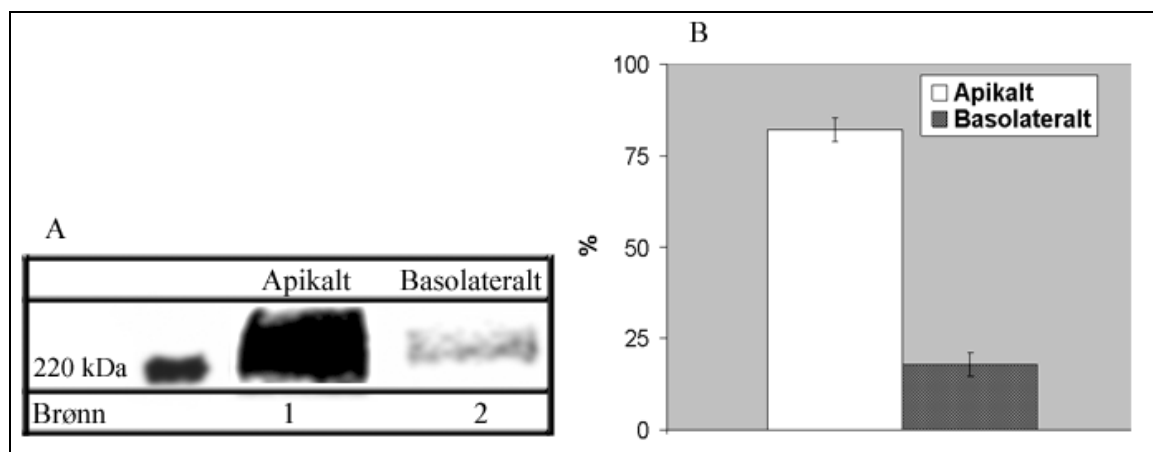 A
Apikalt Basolateralt
220 kDa
Brønn 1 2
B
100
75
50
25
0
%
Apikalt
Basolateralt